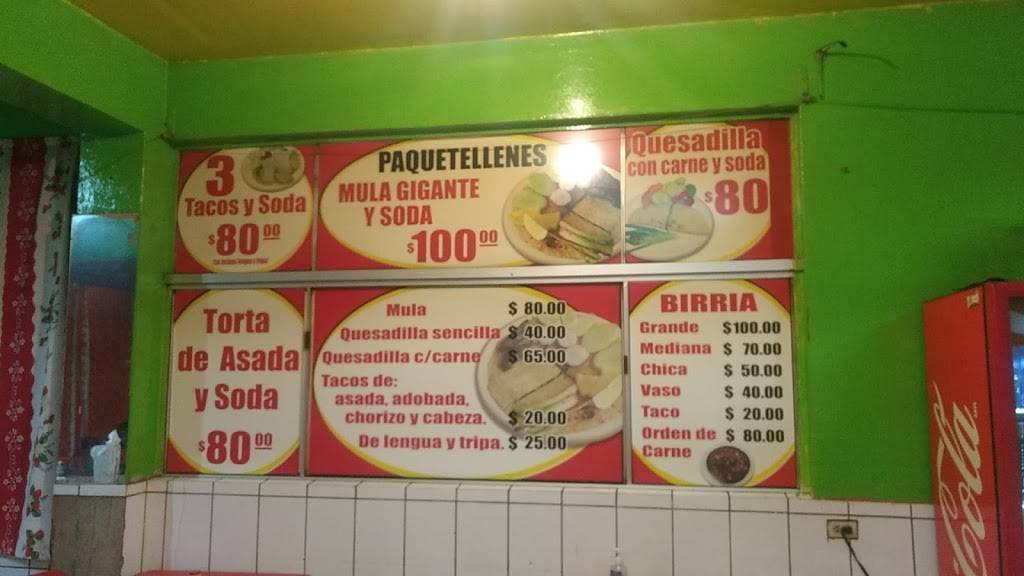 3
Tacos y Soda
$80.00
PAQUETELLENES
MULA GIGANTE
Y SODA
$100.00
Quesadilla
con carne y soda
$80
Torta
de Asada
y Soda
$80.00
Mula $ 80.00
Quesadilla sencilla $ 40.00
Quesadilla c/carne $ 65.00
Tacos de:
asada, adobada,
chorizo y cabeza. $ 20.00
De lengua y tripa. $ 25.00
BIRRIA
Grande $100.00
Mediana $ 70.00
Chica $ 50.00
Vaso $ 40.00
Taco $ 20.00
Orden de $ 80.00
Carne
Coca-Cola